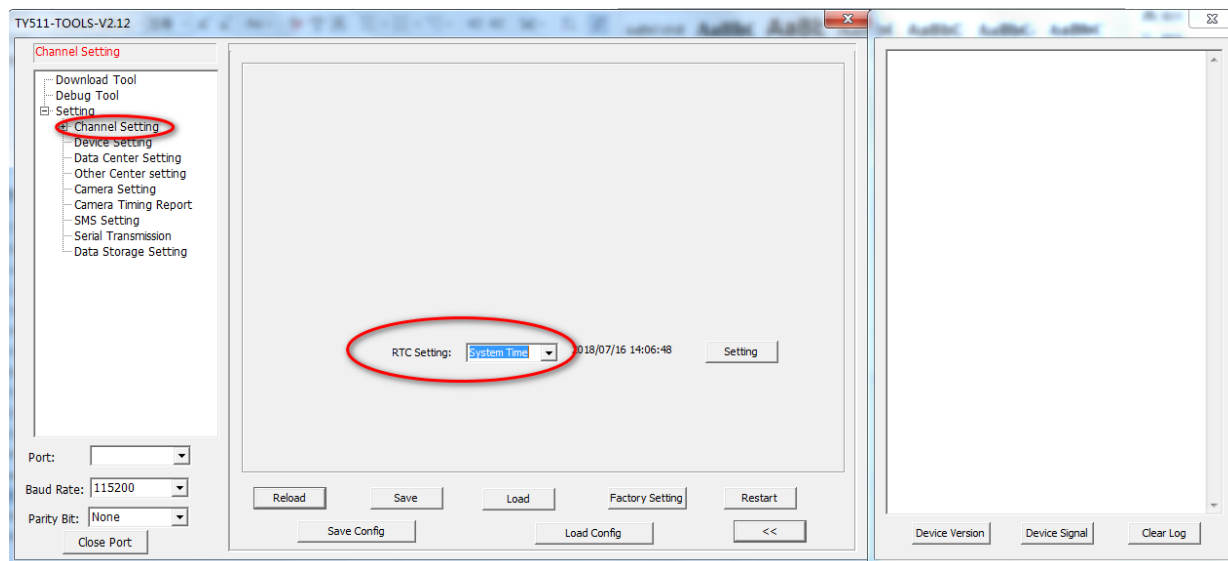 TY511-TOOLS-V2.12
Channel Setting
Download Tool
Debug Tool
Setting
Channel Setting
Device Setting
Data Center Setting
Other Center setting
Camera Setting
Camera Timing Report
SMS Setting
Serial Transmission
Data Storage Setting
Port:
Baud Rate: 115200
Parity Bit: None
Close Port
RTC Setting: System Time 2018/07/16 14:06:48 Setting
Reload Save Load Factory Setting Restart
Save Config Load Config <<
Device Version Device Signal Clear Log